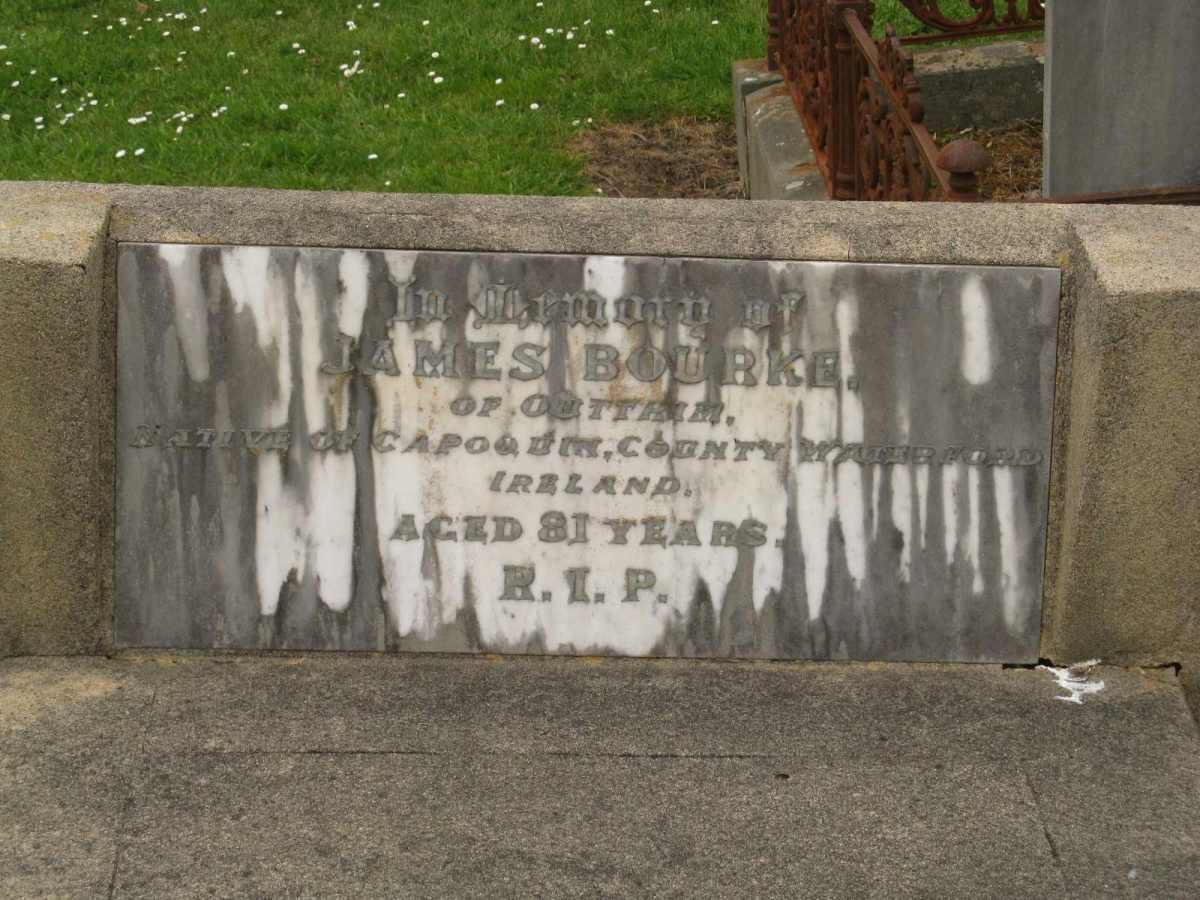 In Memory of
JAMES BOURKE.
OF OUTTRIM,
NATIVE OF CAPOQUIN, COUNTY WATERFORD
IRELAND.
AGED 81 YEARS.
R.I.P.